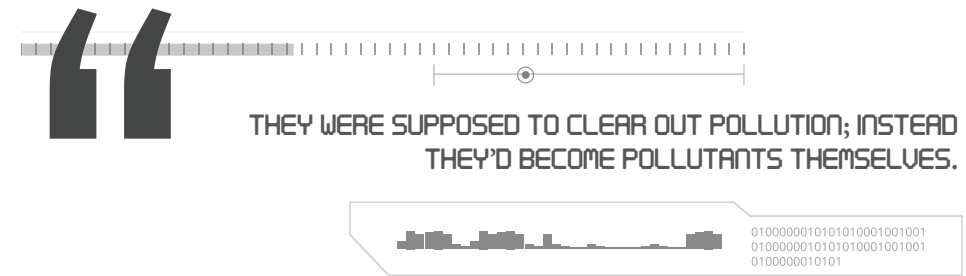 “
THEY WERE SUPPOSED TO CLEAR OUT POLLUTION; INSTEAD
THEY’D BECOME POLLUTANTS THEMSELVES.
0100000010101010001001001
0100000010101010001001001
0100000010101